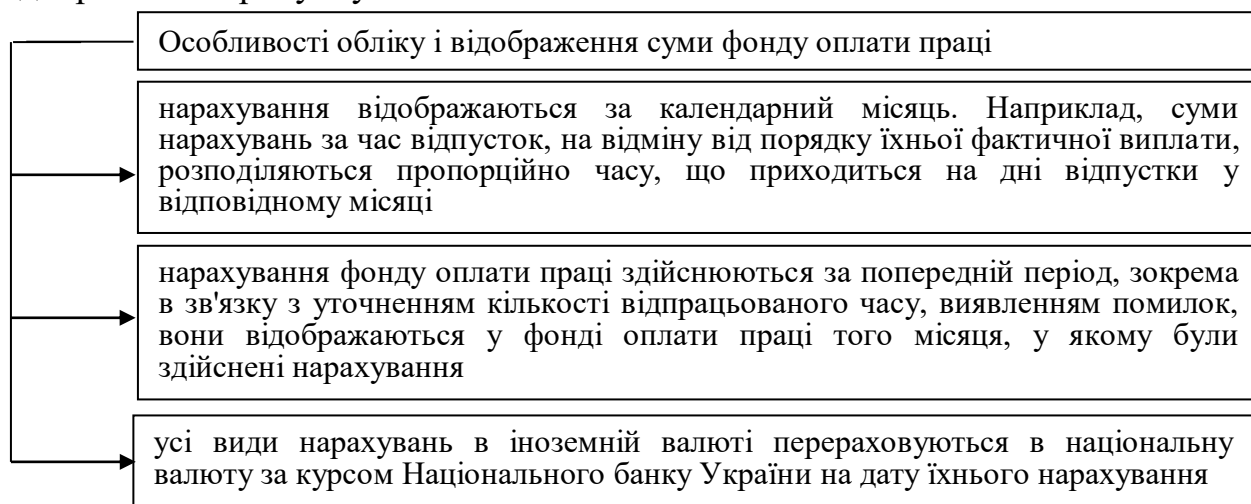 Особливості обліку і відображення суми фонду оплати праці
нарахування відображаються за календарний місяць. Наприклад, суми
нарахувань за час відпусток, на відміну від порядку їхньої фактичної виплати,
розподіляються пропорційно часу, що приходиться на дні відпустки у
відповідному місяці
нарахування фонду оплати праці здійснюються за попередній період, зокрема
в зв'язку з уточненням кількості відпрацьованого часу, виявленням помилок,
вони відображаються у фонді оплати праці того місяця, у якому були
здійснені нарахування
усі види нарахувань в іноземній валюті перераховуються в національну
валюту за курсом Національного банку України на дату їхнього нарахування